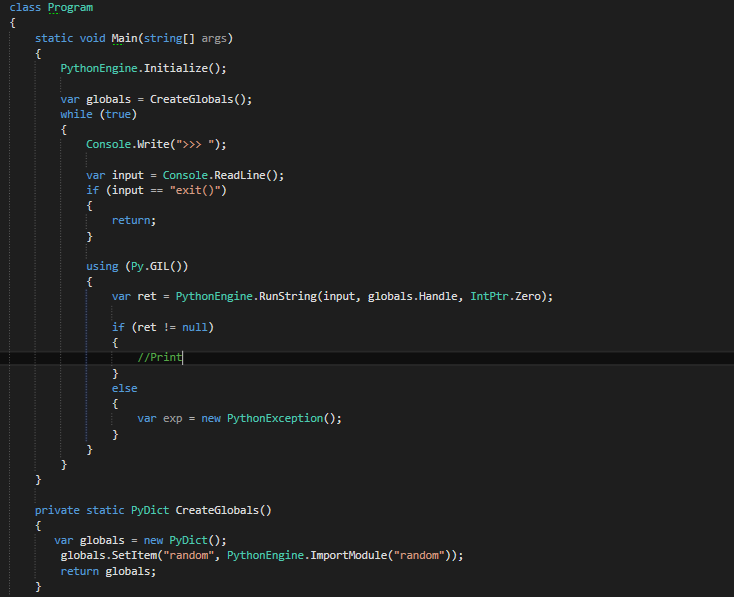 class Program
{
    static void Main(string[] args)
    {
        PythonEngine.Initialize();

        var globals = CreateGlobals();
        while (true)
        {
            Console.Write(">>> ");

            var input = Console.ReadLine();
            if (input == "exit()")
            {
                return;
            }

            using (Py.GIL())
            {
                var ret = PythonEngine.RunString(input, globals.Handle, IntPtr.Zero);

                if (ret != null)
                {
                    //Print
                }
                else
                {
                    var exp = new PythonException();
                }
            }
        }
    }

    private static PyDict CreateGlobals()
    {
       var globals = new PyDict();
        globals.SetItem("random", PythonEngine.ImportModule("random"));
        return globals;
    }